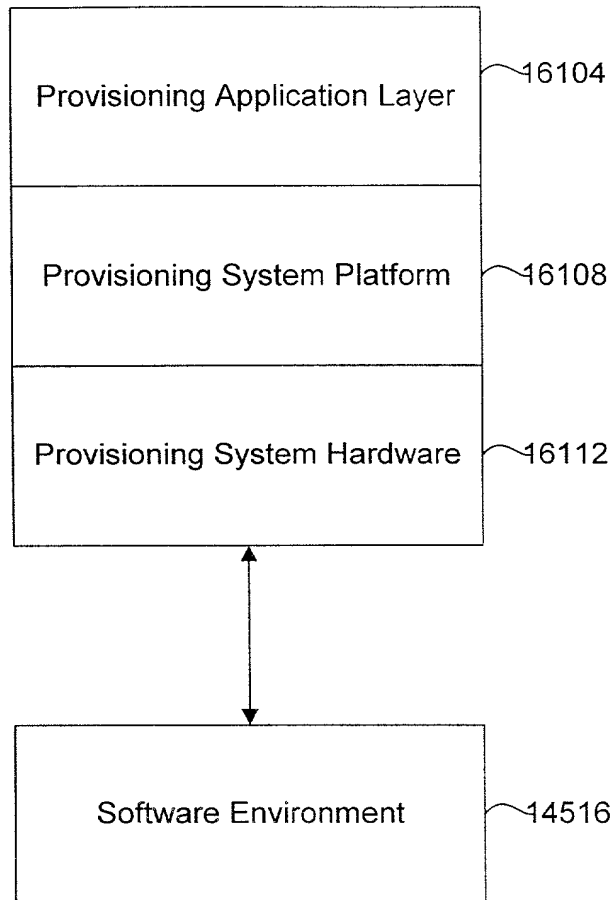 Provisioning Application Layer
16104
Provisioning System Platform
16108
Provisioning System Hardware
16112
Software Environment
14516